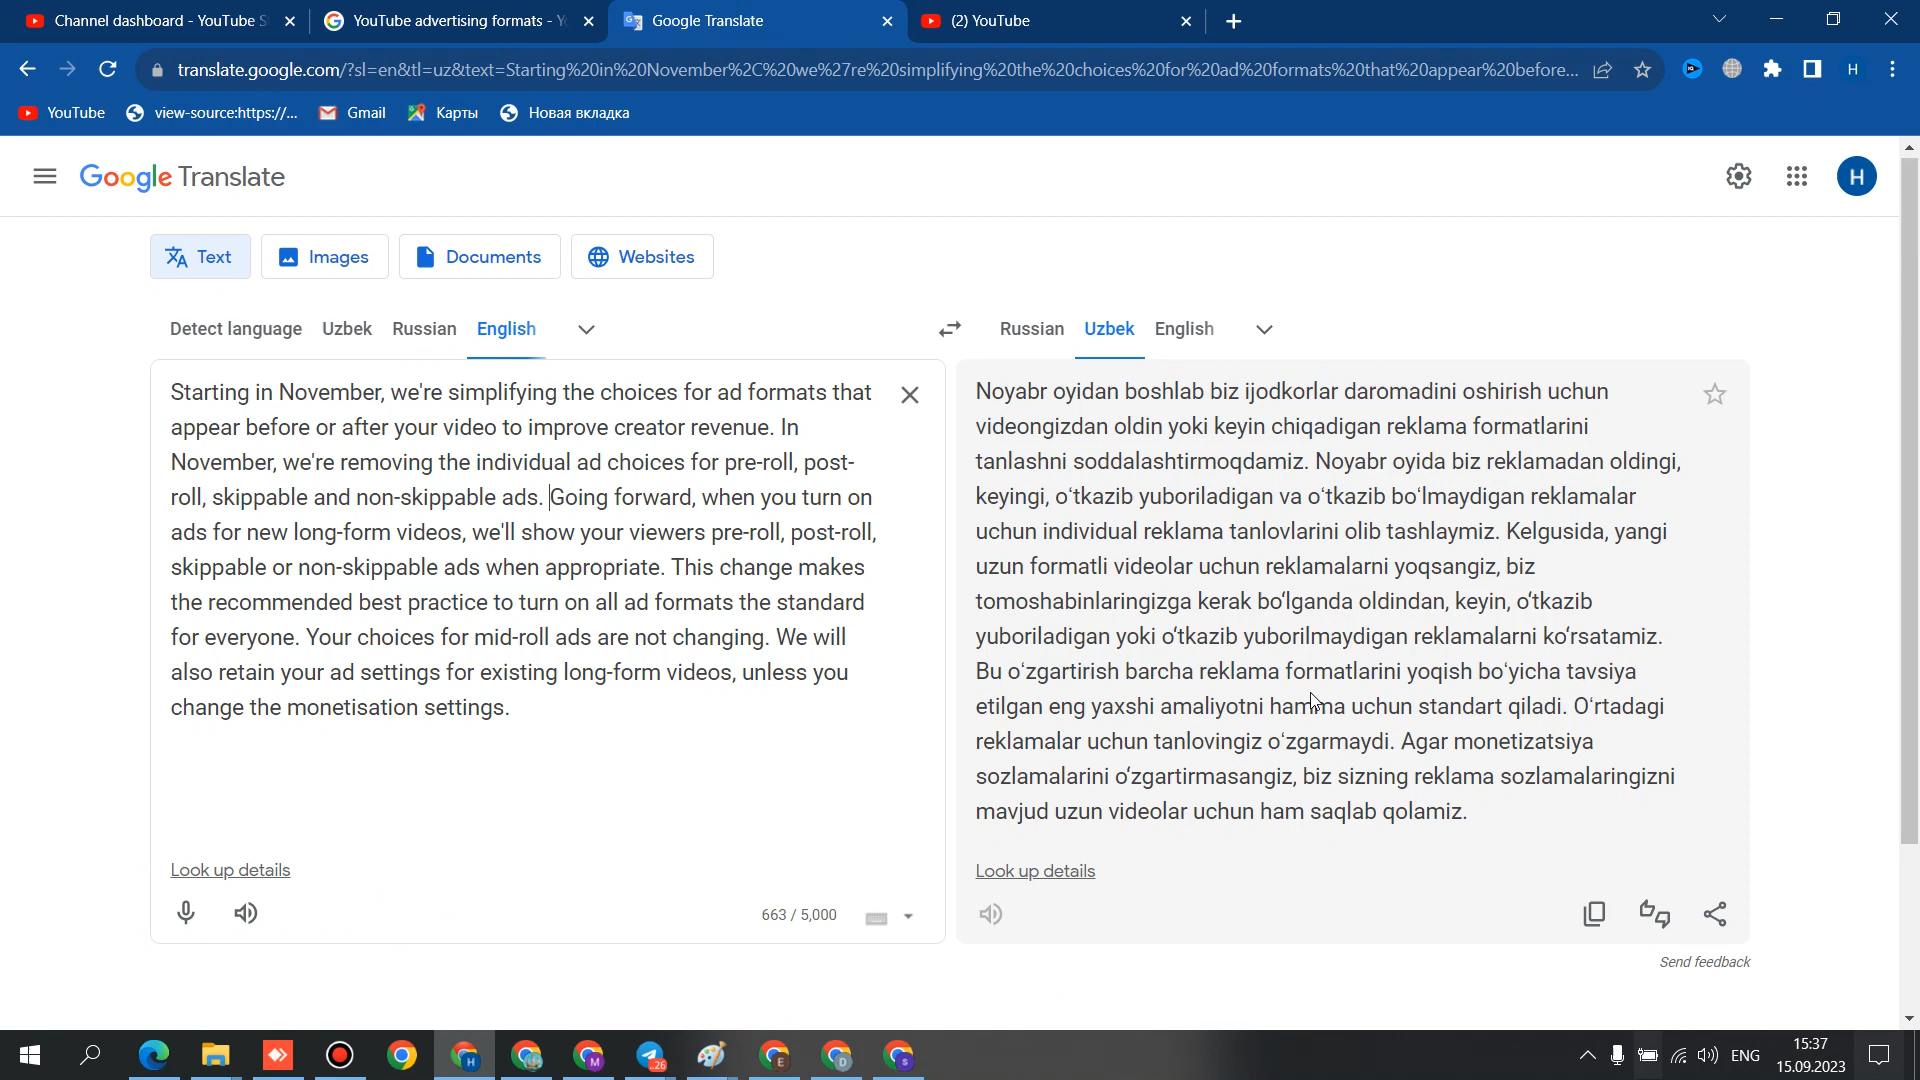 Channel dashboard - YouTube S
YouTube advertising formats - Yo
Google Translate
(2) YouTube
translate.google.com/?sl=en&tl=uz&text=Starting%20in%20November%2C%20we%27re%20simplifying%20the%20choices%20for%20ad%20formats%20that%20appear%20before...
H
YouTube
view-source:https://...
Gmail
Карты
Новая вкладка
Google Translate
H
Text
Images
Documents
Websites
Detect language Uzbek Russian English
Russian Uzbek English
Starting in November, we're simplifying the choices for ad formats that
appear before or after your video to improve creator revenue. In
November, we're removing the individual ad choices for pre-roll, post-
roll, skippable and non-skippable ads. Going forward, when you turn on
ads for new long-form videos, we'll show your viewers pre-roll, post-roll,
skippable or non-skippable ads when appropriate. This change makes
the recommended best practice to turn on all ad formats the standard
for everyone. Your choices for mid-roll ads are not changing. We will
also retain your ad settings for existing long-form videos, unless you
change the monetisation settings.
Look up details
663 / 5,000
Noyabr oyidan boshlab biz ijodkorlar daromadini oshirish uchun
videongizdan oldin yoki keyin chiqadigan reklama formatlarini
tanlashni soddalashtirmoqdamiz. Noyabr oyida biz reklamadan oldingi,
keyingi, oʻtkazib yuboriladigan va oʻtkazib boʻlmaydigan reklamalar
uchun individual reklama tanlovlarini olib tashlaymiz. Kelgusida, yangi
uzun formatli videolar uchun reklamalarni yoqsangiz, biz
tomoshabinlaringizga kerak boʻlganda oldindan, keyin, oʻtkazib
yuboriladigan yoki oʻtkazib yuborilmaydigan reklamalarni koʻrsatamiz.
Bu oʻzgartirish barcha reklama formatlarini yoqish boʻyicha tavsiya
etilgan eng yaxshi amaliyotni hamma uchun standart qiladi. Oʻrtadagi
reklamalar uchun tanlovingiz oʻzgarmaydi. Agar monetizatsiya
sozlamalarini oʻzgartirmasangiz, biz sizning reklama sozlamalaringizni
mavjud uzun videolar uchun ham saqlab qolamiz.
Look up details
Send feedback
H
M
26
E
D
S
ENG
15:37
15.09.2023